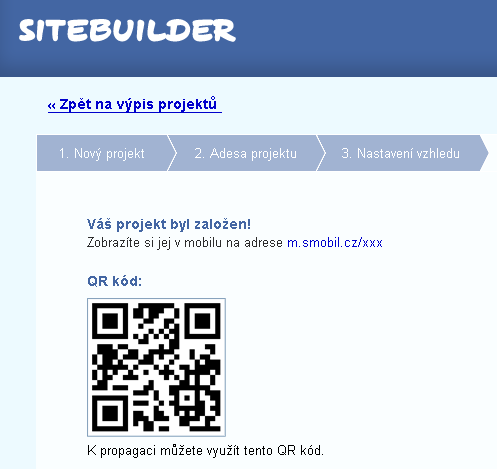 SITEBUILDER
« Zpět na výpis projektů
1. Nový projekt 2. Adesa projektu 3. Nastavení vzhledu
Váš projekt byl založen!
Zobrazíte si jej v mobilu na adrese m.smobil.cz/xxx
QR kód:
K propagaci můžete využít tento QR kód.